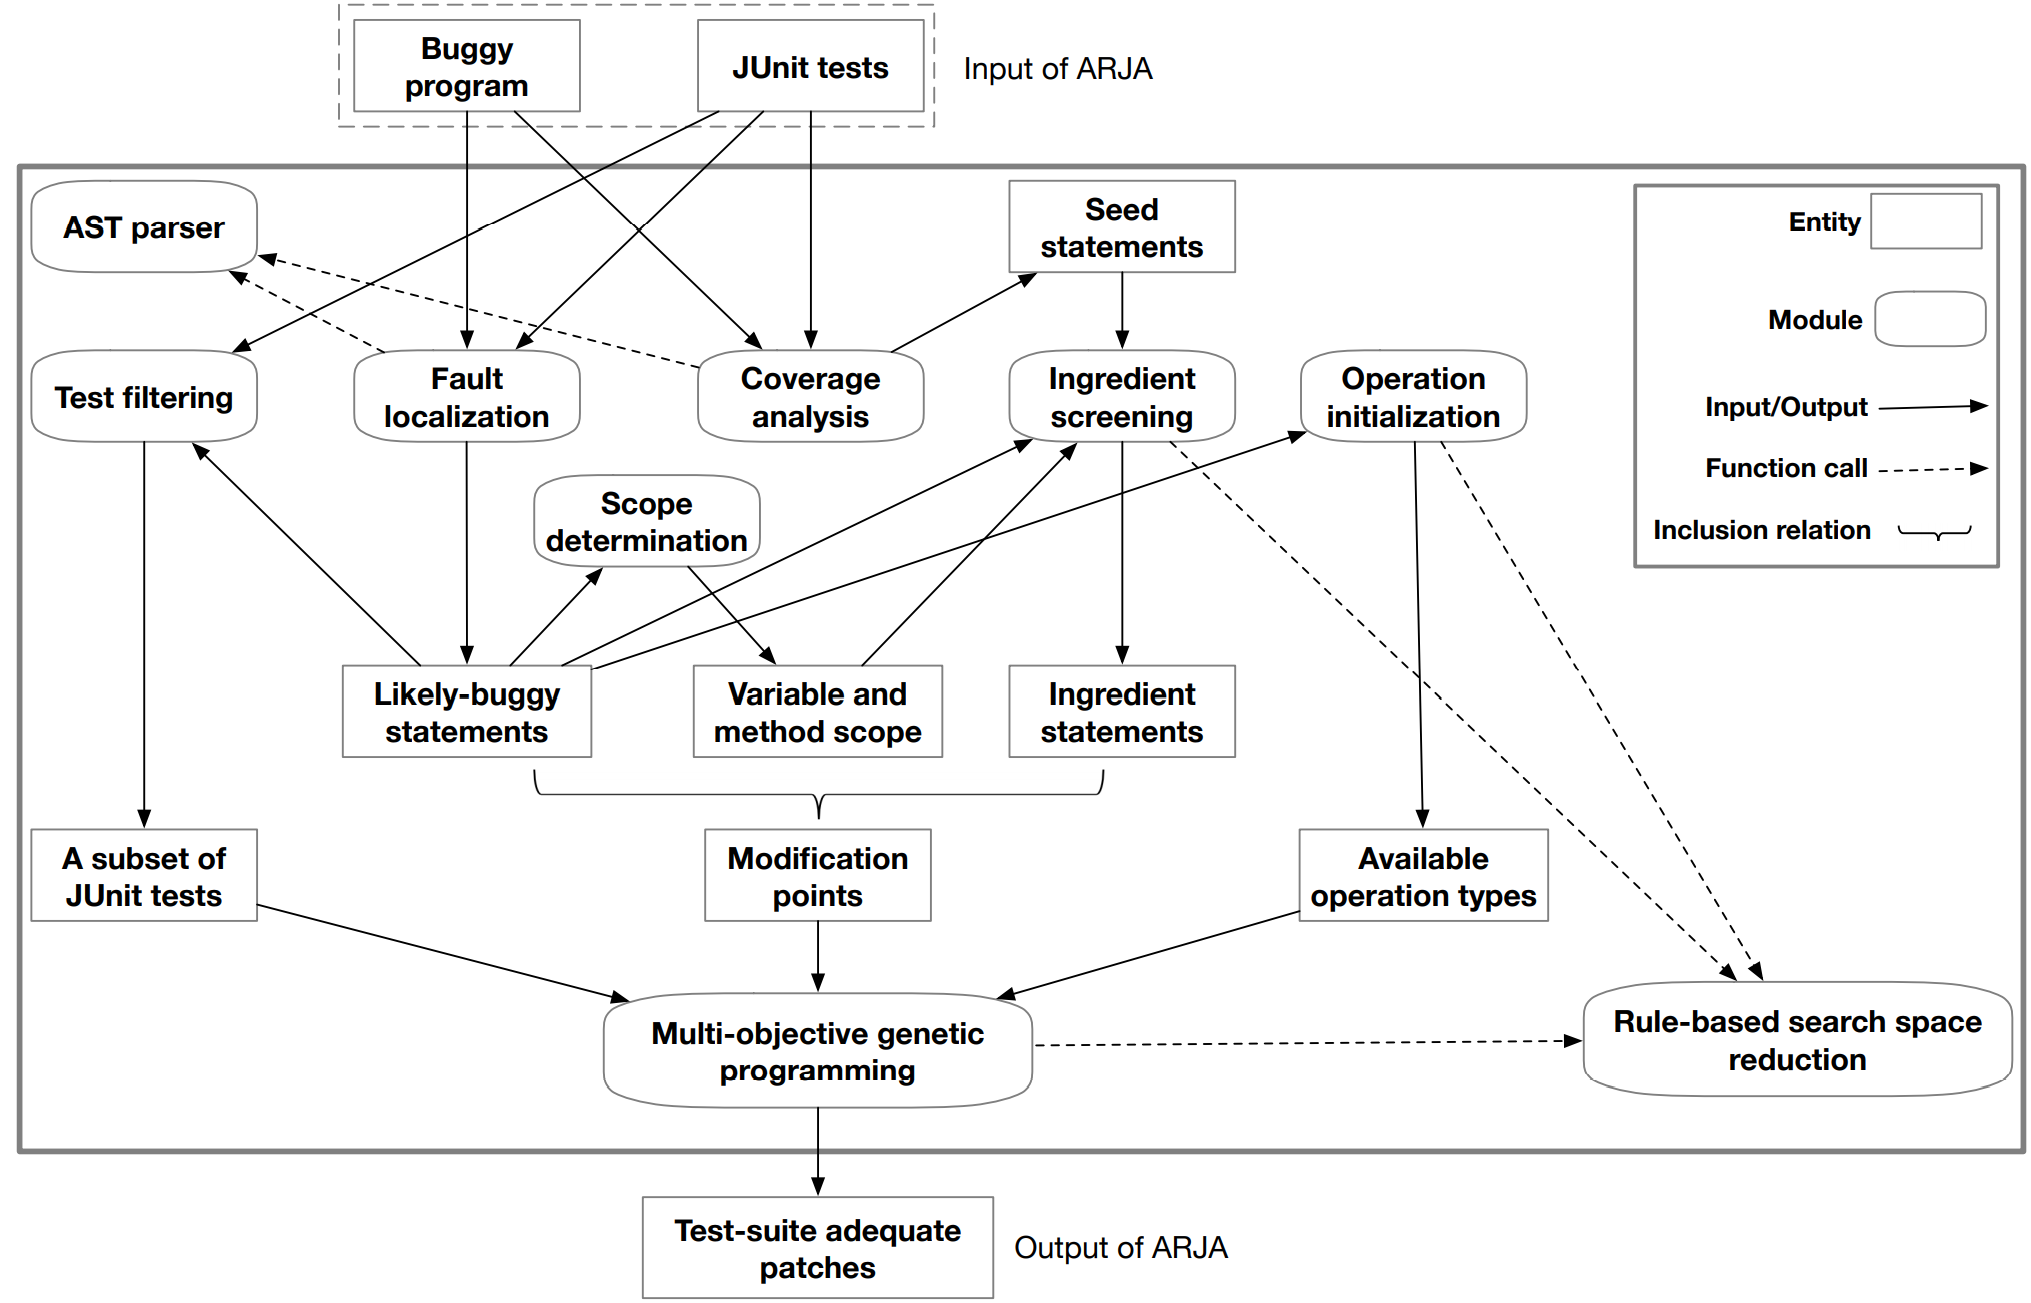 Buggy
program
JUnit tests
Input of ARJA
AST parser
Seed
statements
Entity
Module
Input/Output
Function call
Inclusion relation
Test filtering
Fault
localization
Coverage
analysis
Ingredient
screening
Operation
initialization
Scope
determination
Likely-buggy
statements
Variable and
method scope
Ingredient
statements
A subset of
JUnit tests
Modification
points
Available
operation types
Multi-objective genetic
programming
Rule-based search space
reduction
Test-suite adequate
patches
Output of ARJA